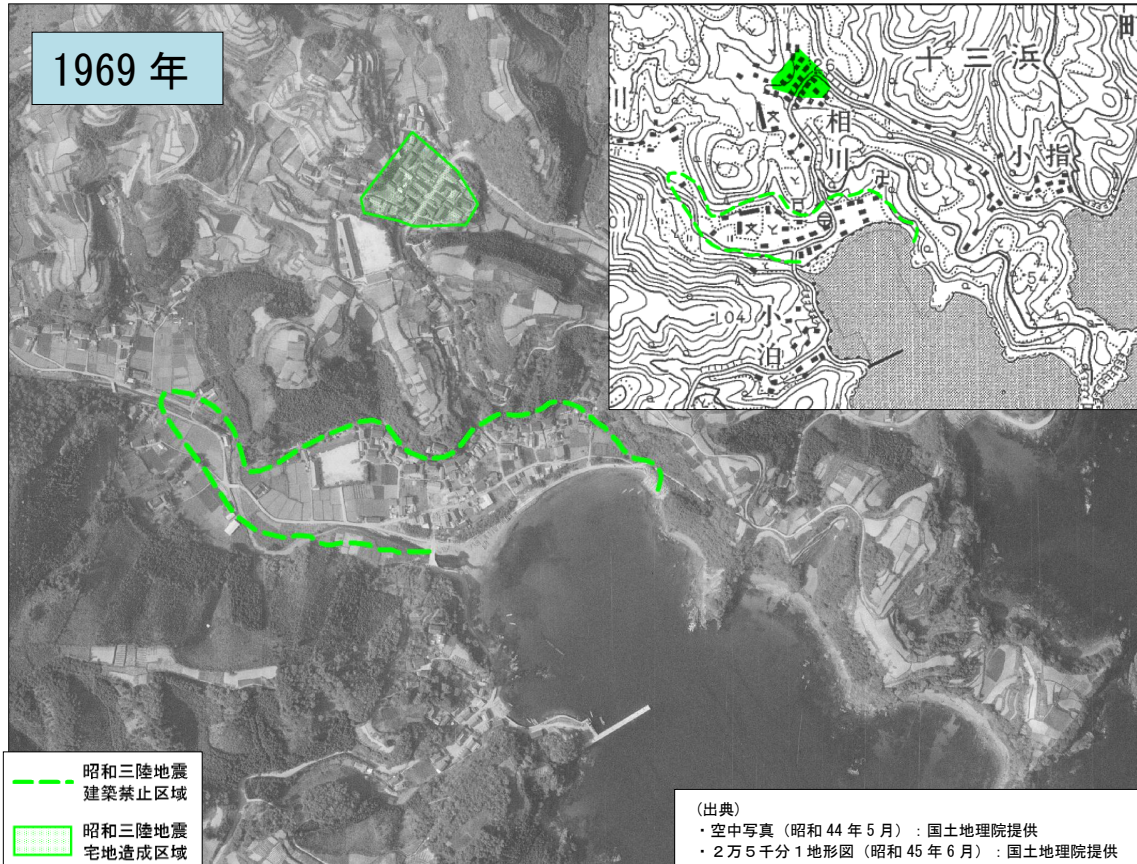 1969 年
十三浜
町
川
相川
小指
小泊
文
文
54
104
昭和三陸地震
建築禁止区域
昭和三陸地震
宅地造成区域
(出典)
・空中写真（昭和 44 年 5 月）：国土地理院提供
・２万５千分１地形図（昭和 45 年 6 月）：国土地理院提供